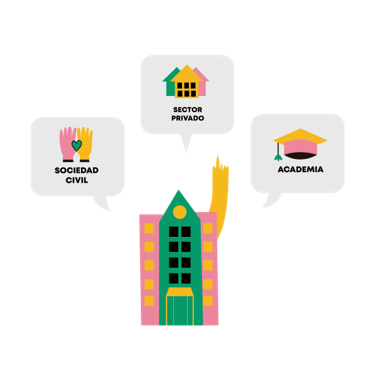 SECTOR
PRIVADO
SOCIEDAD
CIVIL
ACADEMIA